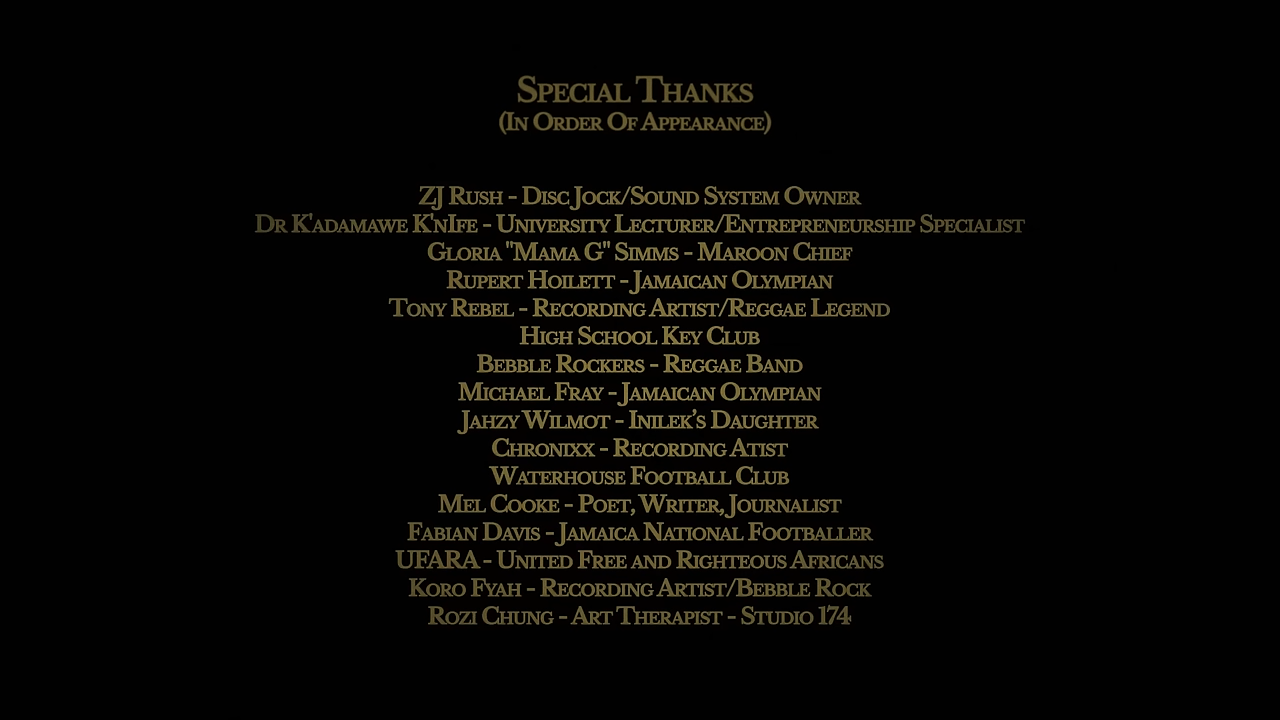 Special Thanks
(In Order Of Appearance)
ZJ Rush - Disc Jock/Sound System Owner
Dr K'adamawe K'nIfe - University Lecturer/Entrepreneurship Specialist
Gloria "Mama G" Simms - Maroon Chief
Rupert Hoilett - Jamaican Olympian
Tony Rebel - Recording Artist/Reggae Legend
High School Key Club
Bebble Rockers - Reggae Band
Michael Fray - Jamaican Olympian
Jahzy Wilmot - Inilek's Daughter
Chronixx - Recording Atist
Waterhouse Football Club
Mel Cooke - Poet, Writer, Journalist
Fabian Davis - Jamaica National Footballer
UFARA - United Free and Righteous Africans
Koro Fyah - Recording Artist/Bebble Rock
Rozi Chung - Art Therapist - Studio 174